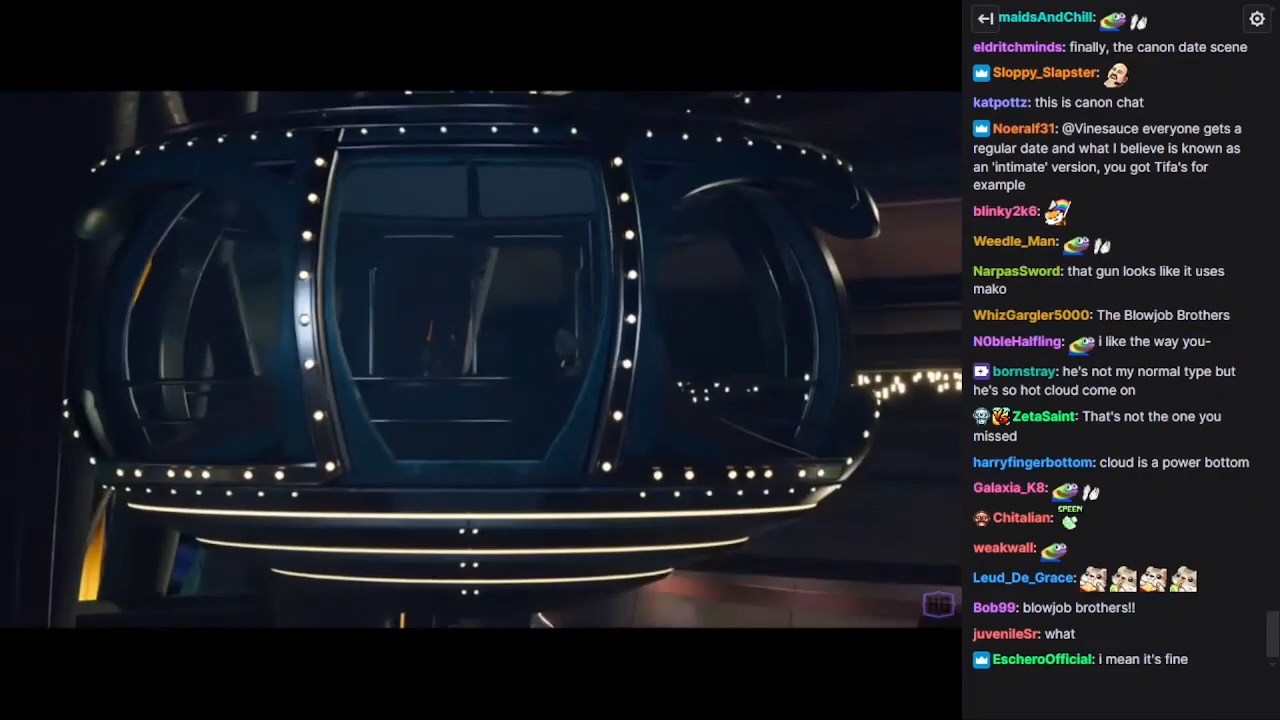 maidsAndChill:
eldritchminds: finally, the canon date scene
Sloppy_Slapster:
katpottz: this is canon chat
Noeralf31: @Vinesauce everyone gets a
regular date and what I believe is known as
an 'intimate' version, you got Tifa's for
example
blinky2k6:
Weedle_Man:
NarpasSword: that gun looks like it uses
mako
WhizGargler5000: The Blowjob Brothers
N0bleHalfling: i like the way you-
bornstray: he's not my normal type but
he's so hot cloud come on
ZetaSaint: That's not the one you
missed
harryfingerbottom: cloud is a power bottom
Galaxia_K8:
SPEEN
Chitalian:
weakwall:
Leud_De_Grace:
Bob99: blowjob brothers!!
juvenileSr: what
EscheroOfficial: i mean it's fine